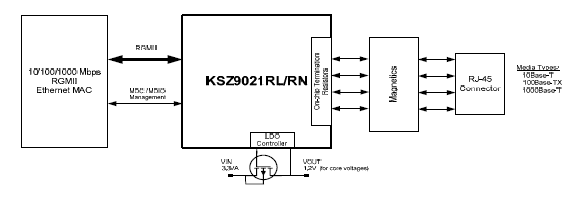 10/100/1000 Mbps
RGMII
Ethernet MAC
RGMII
MDC / MDIO
Management
KSZ9021RL/RN
On-chip Termination
Resistors
LDO
Controller
VIN
3.3VA
VOUT
1.2V (for core voltages)
Magnetics
RJ-45
Connector
Media Types:
10Base-T
100Base-TX
1000Base-T